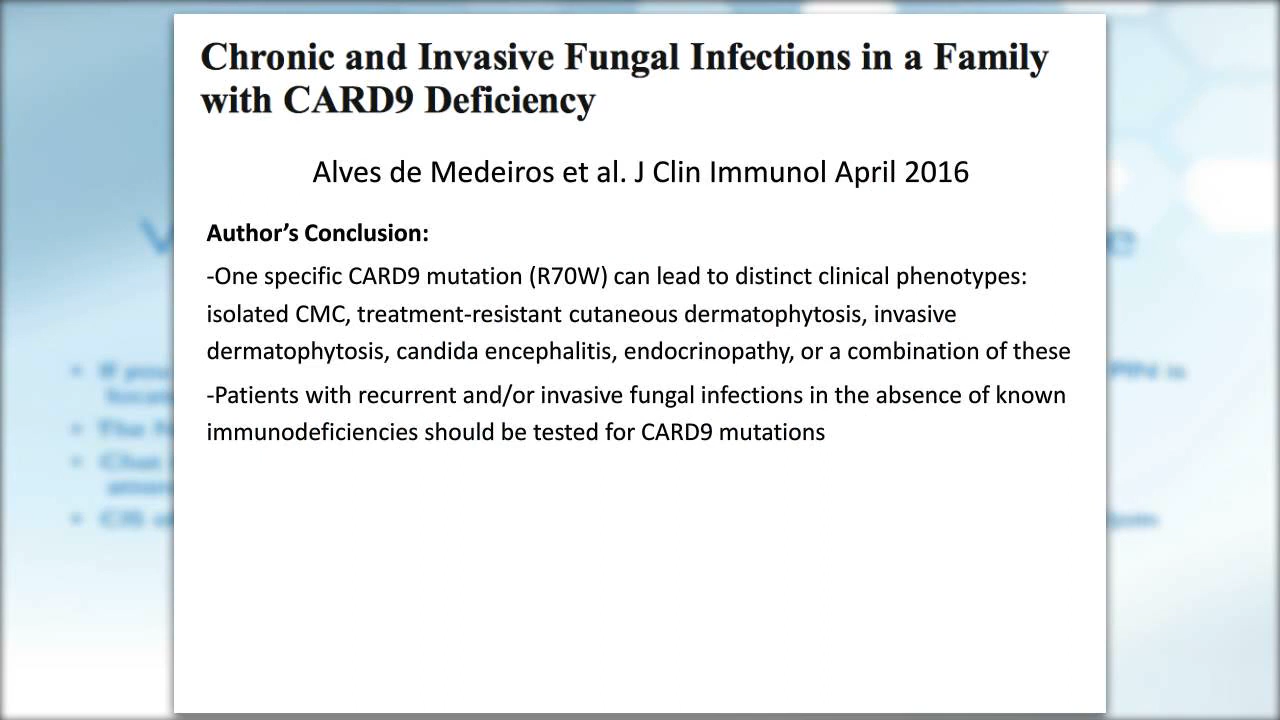 Chronic and Invasive Fungal Infections in a Family
with CARD9 Deficiency
Alves de Medeiros et al. J Clin Immunol April 2016
Author’s Conclusion:
-One specific CARD9 mutation (R70W) can lead to distinct clinical phenotypes:
isolated CMC, treatment-resistant cutaneous dermatophytosis, invasive
dermatophytosis, candida encephalitis, endocrinopathy, or a combination of these
-Patients with recurrent and/or invasive fungal infections in the absence of known
immunodeficiencies should be tested for CARD9 mutations